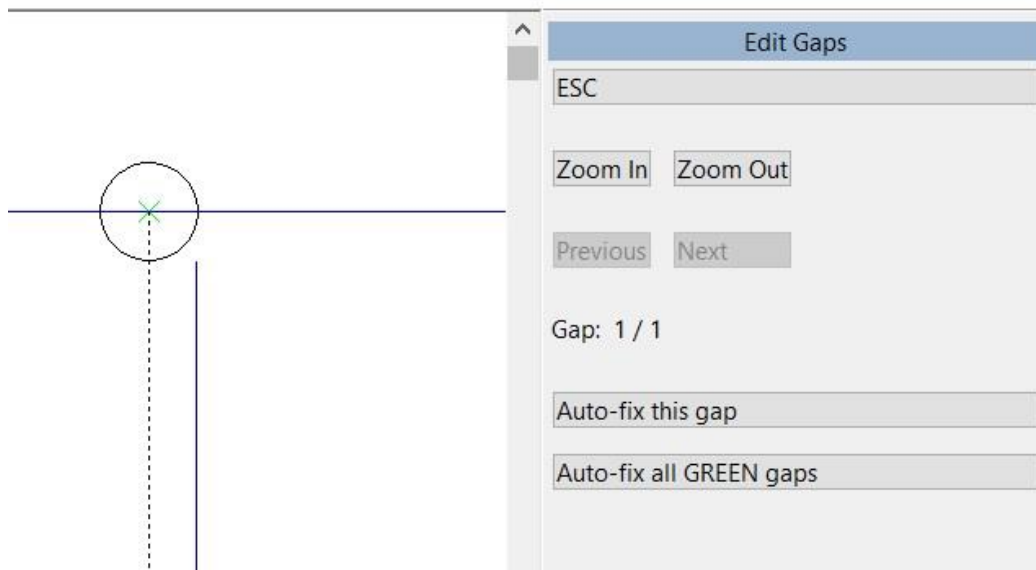 Edit Gaps
ESC
Zoom In Zoom Out
Previous Next
Gap: 1 / 1
Auto-fix this gap
Auto-fix all GREEN gaps